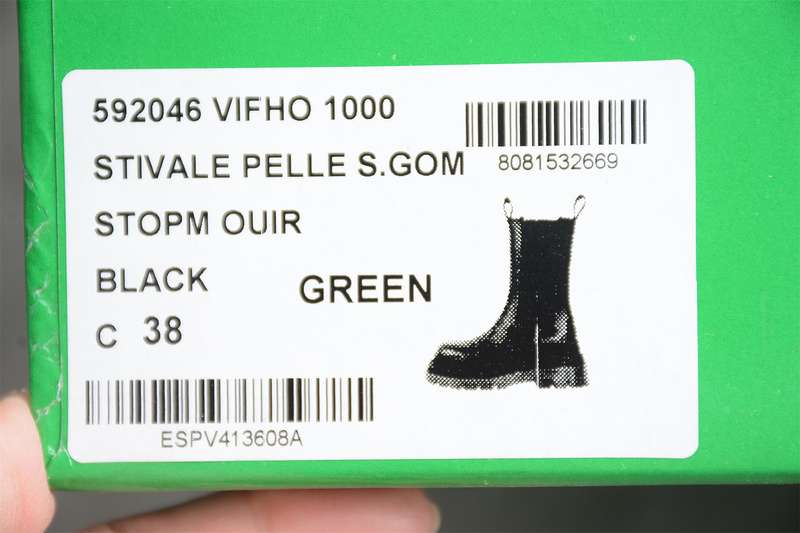 592046 VIFHO 1000
8081532669
STIVALE PELLE S.GOM
STOPM OUIR
BLACK
GREEN
C 38
ESPV413608A